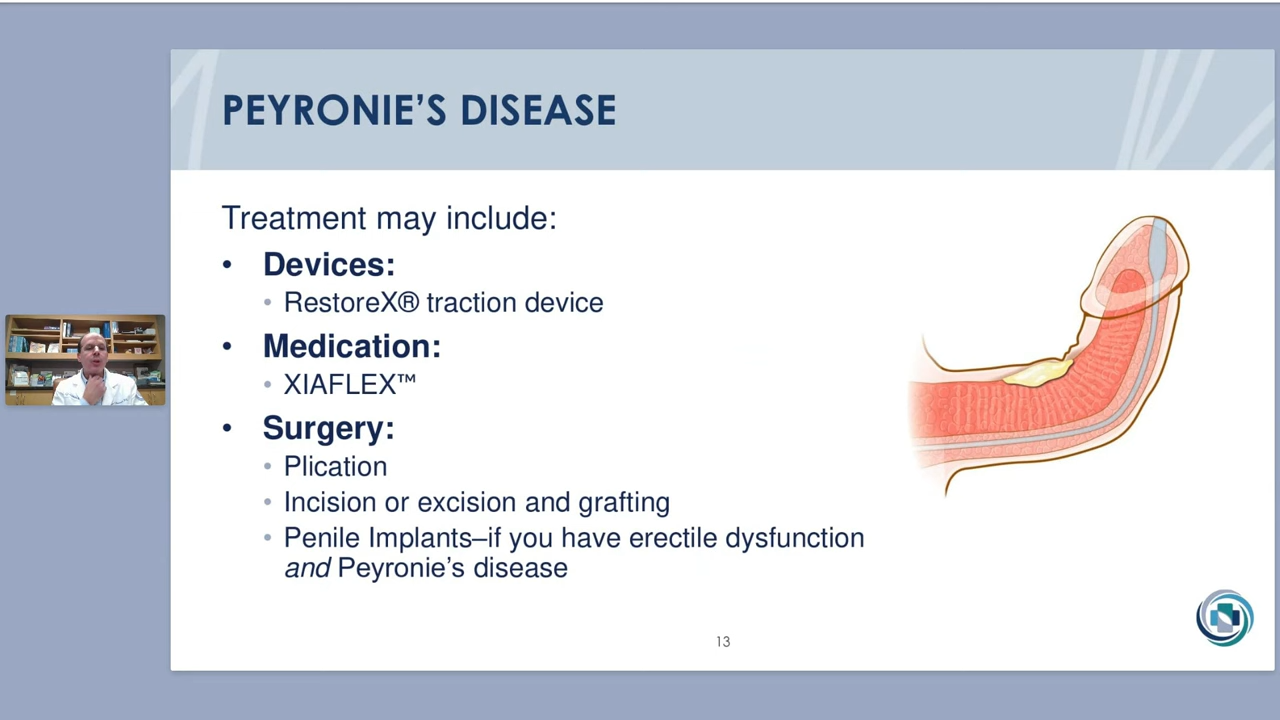 PEYRONIE’S DISEASE
Treatment may include:
• Devices:
• RestoreX® traction device
• Medication:
• XIAFLEX™
• Surgery:
• Plication
• Incision or excision and grafting
• Penile Implants–if you have erectile dysfunction
and Peyronie’s disease
13